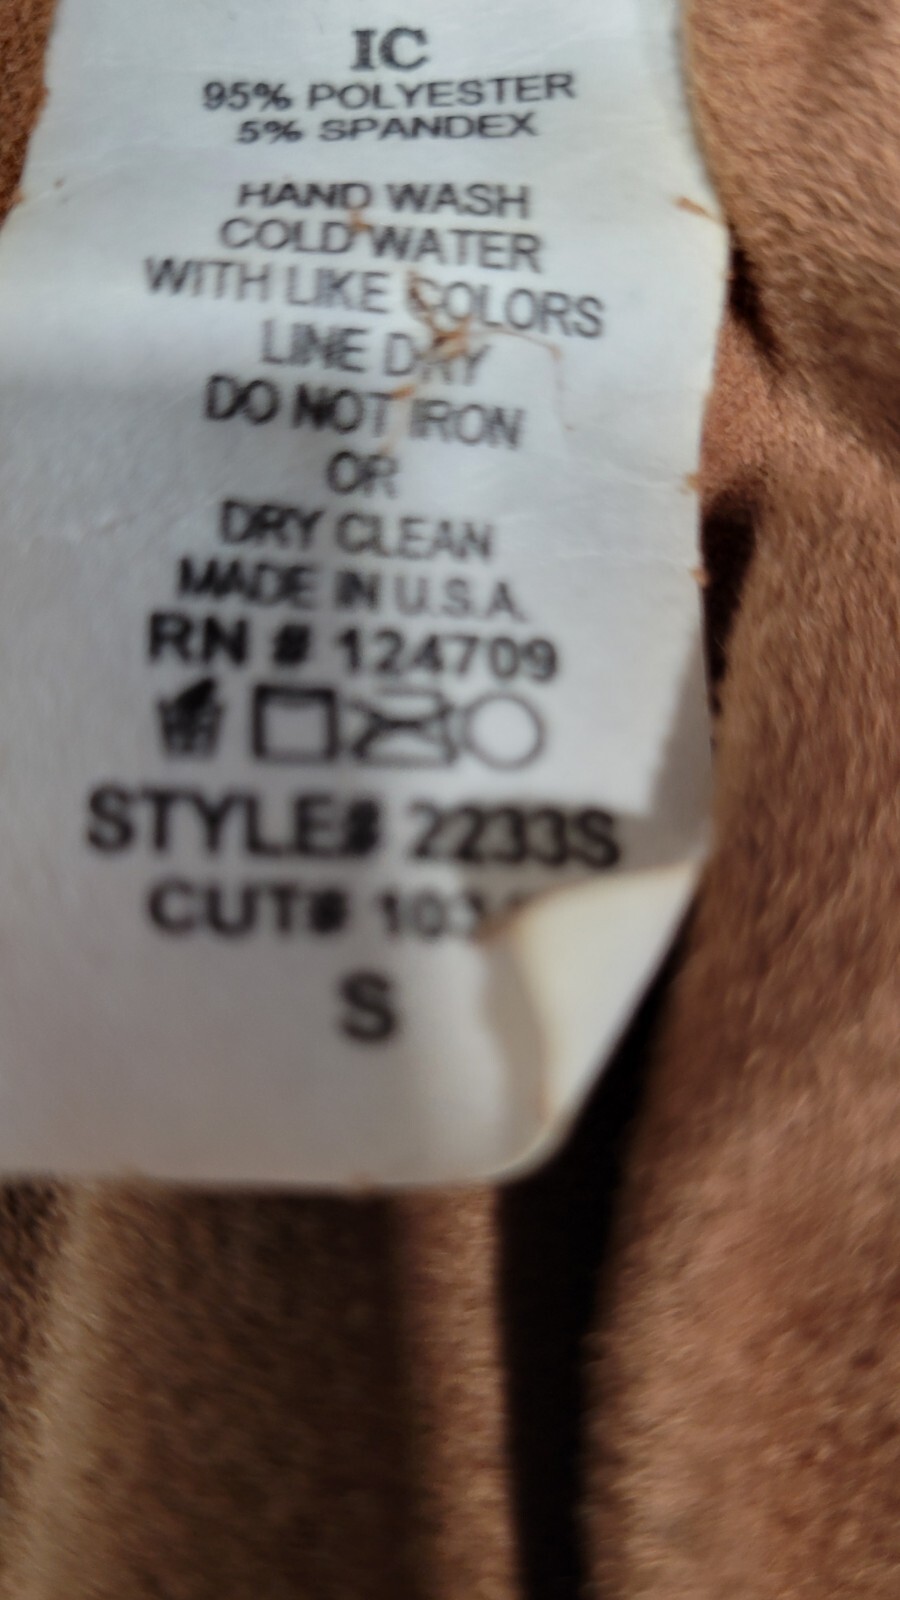 IC
95% POLYESTER
5% SPANDEX
HAND WASH
COLD WATER
WITH LIKE COLORS
LINE DRY
DO NOT IRON
OR
DRY CLEAN
MADE IN U.S.A.
RN # 124709
STYLE# 2233S
CUT#
S